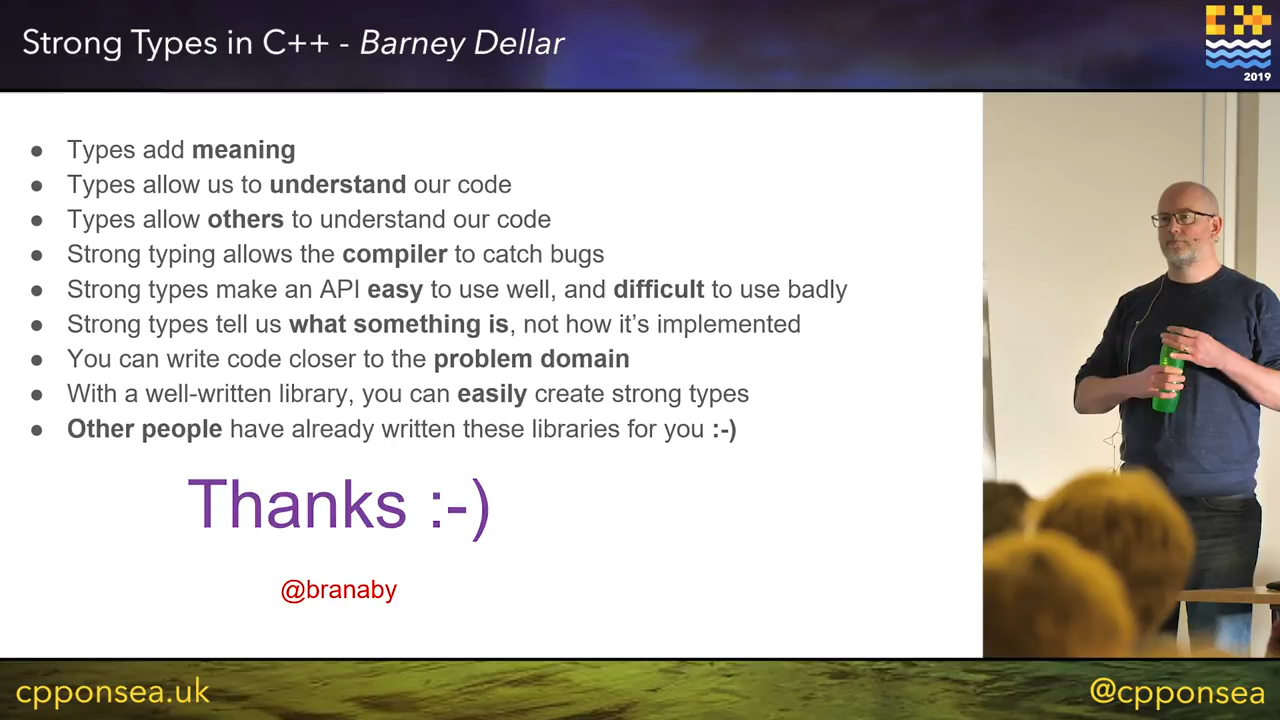 Strong Types in C++ - Barney Dellar
2019
● Types add meaning
● Types allow us to understand our code
● Types allow others to understand our code
● Strong typing allows the compiler to catch bugs
● Strong types make an API easy to use well, and difficult to use badly
● Strong types tell us what something is, not how it’s implemented
● You can write code closer to the problem domain
● With a well-written library, you can easily create strong types
● Other people have already written these libraries for you :-)
Thanks :-)
@branaby
cpponsea.uk
@cpponsea